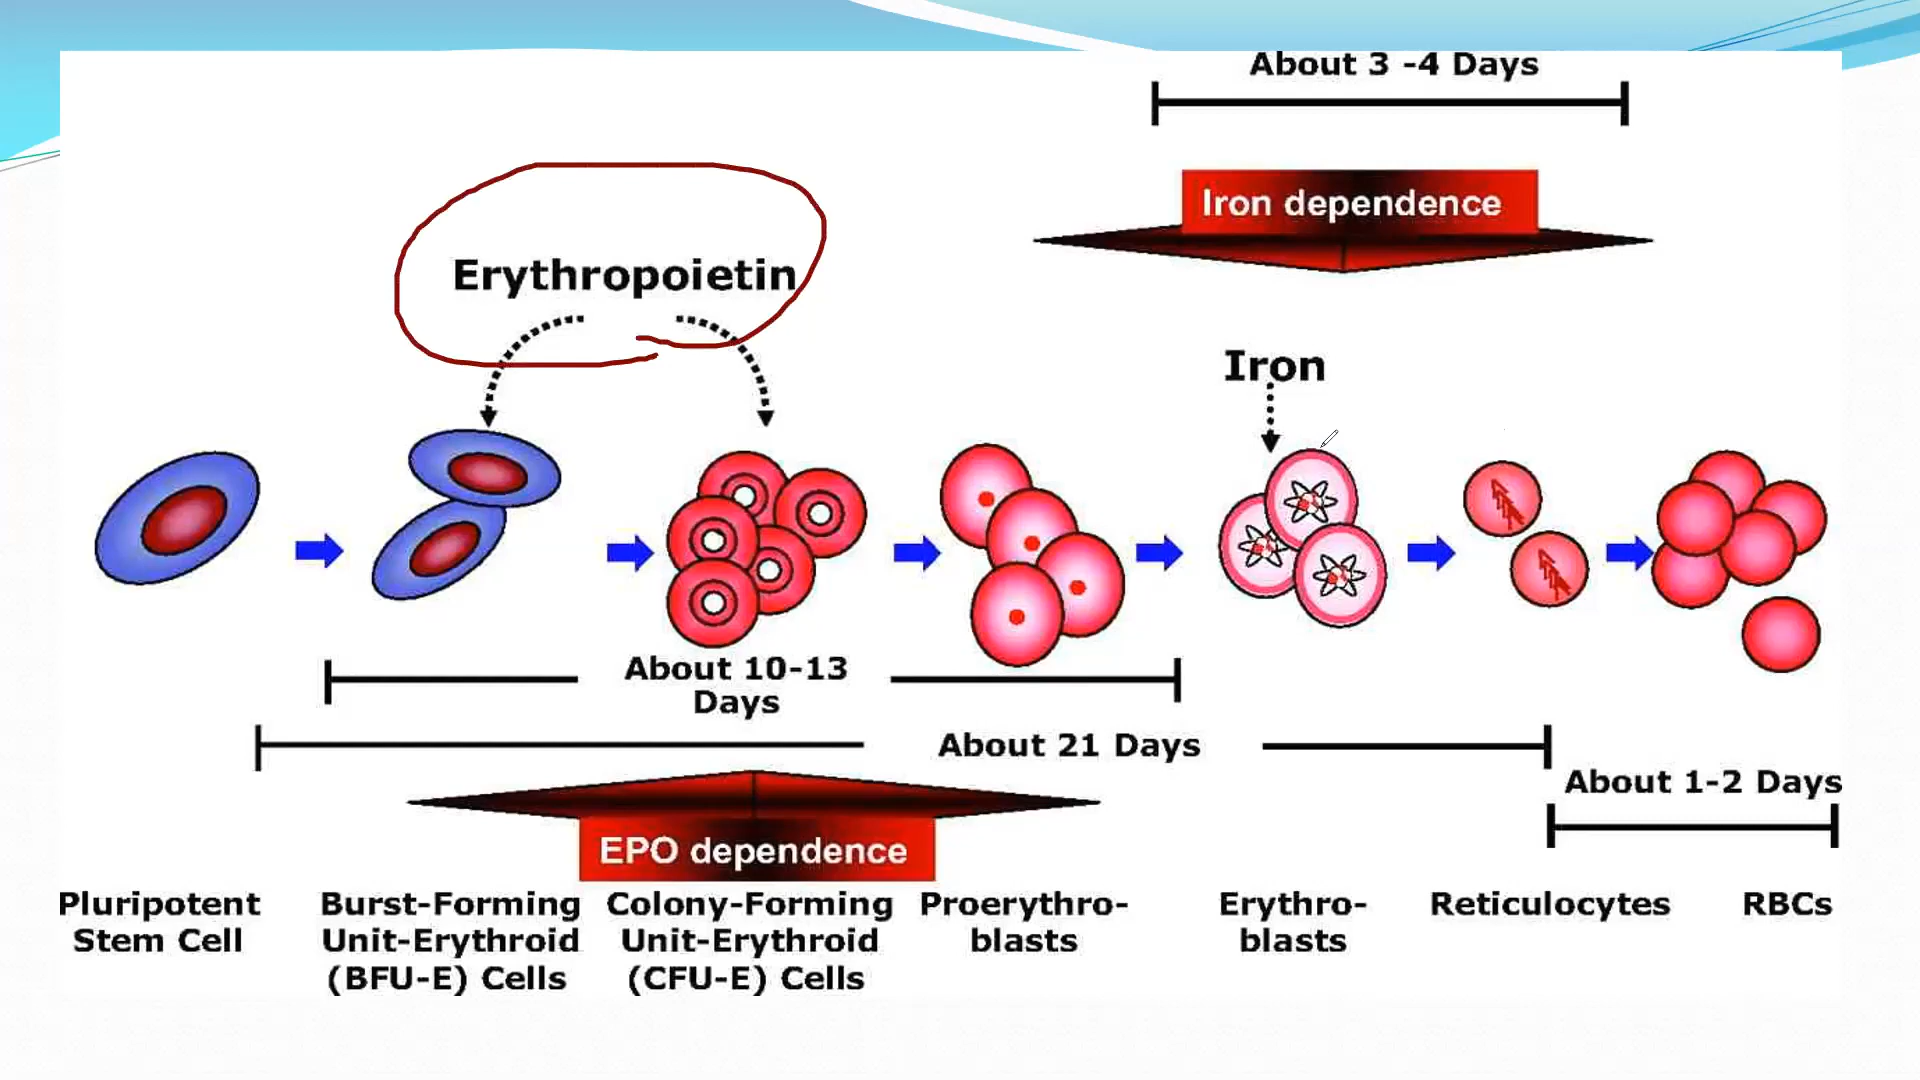 About 3 -4 Days
Iron dependence
Erythropoietin
Iron
About 10-13
Days
About 21 Days
About 1-2 Days
EPO dependence
Pluripotent
Stem Cell
Burst-Forming
Unit-Erythroid
(BFU-E) Cells
Colony-Forming
Unit-Erythroid
(CFU-E) Cells
Proerythro-
blasts
Erythro-
blasts
Reticulocytes
RBCs